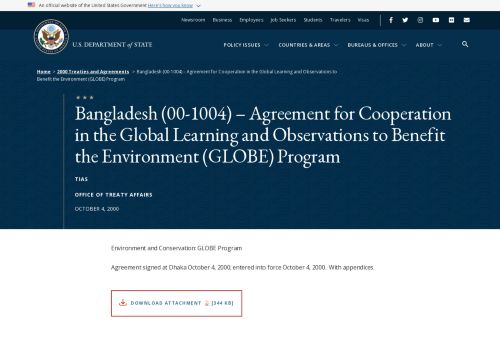 An official website of the United States Government Here's how you know
Newsroom Business Employers Job Seekers Students Travelers Visas
U.S. DEPARTMENT of STATE
POLICY ISSUES COUNTRIES & AREAS BUREAUS & OFFICES ABOUT
Home > 2000 Treaties and Agreements > Bangladesh (00-1004) – Agreement for Cooperation in the Global Learning and Observations to
Benefit the Environment (GLOBE) Program
Bangladesh (00-1004) – Agreement for Cooperation
in the Global Learning and Observations to Benefit
the Environment (GLOBE) Program
TIAS
OFFICE OF TREATY AFFAIRS
OCTOBER 4, 2000
Environment and Conservation: GLOBE Program
Agreement signed at Dhaka October 4, 2000; entered into force October 4, 2000. With appendices.
DOWNLOAD ATTACHMENT [344 KB]